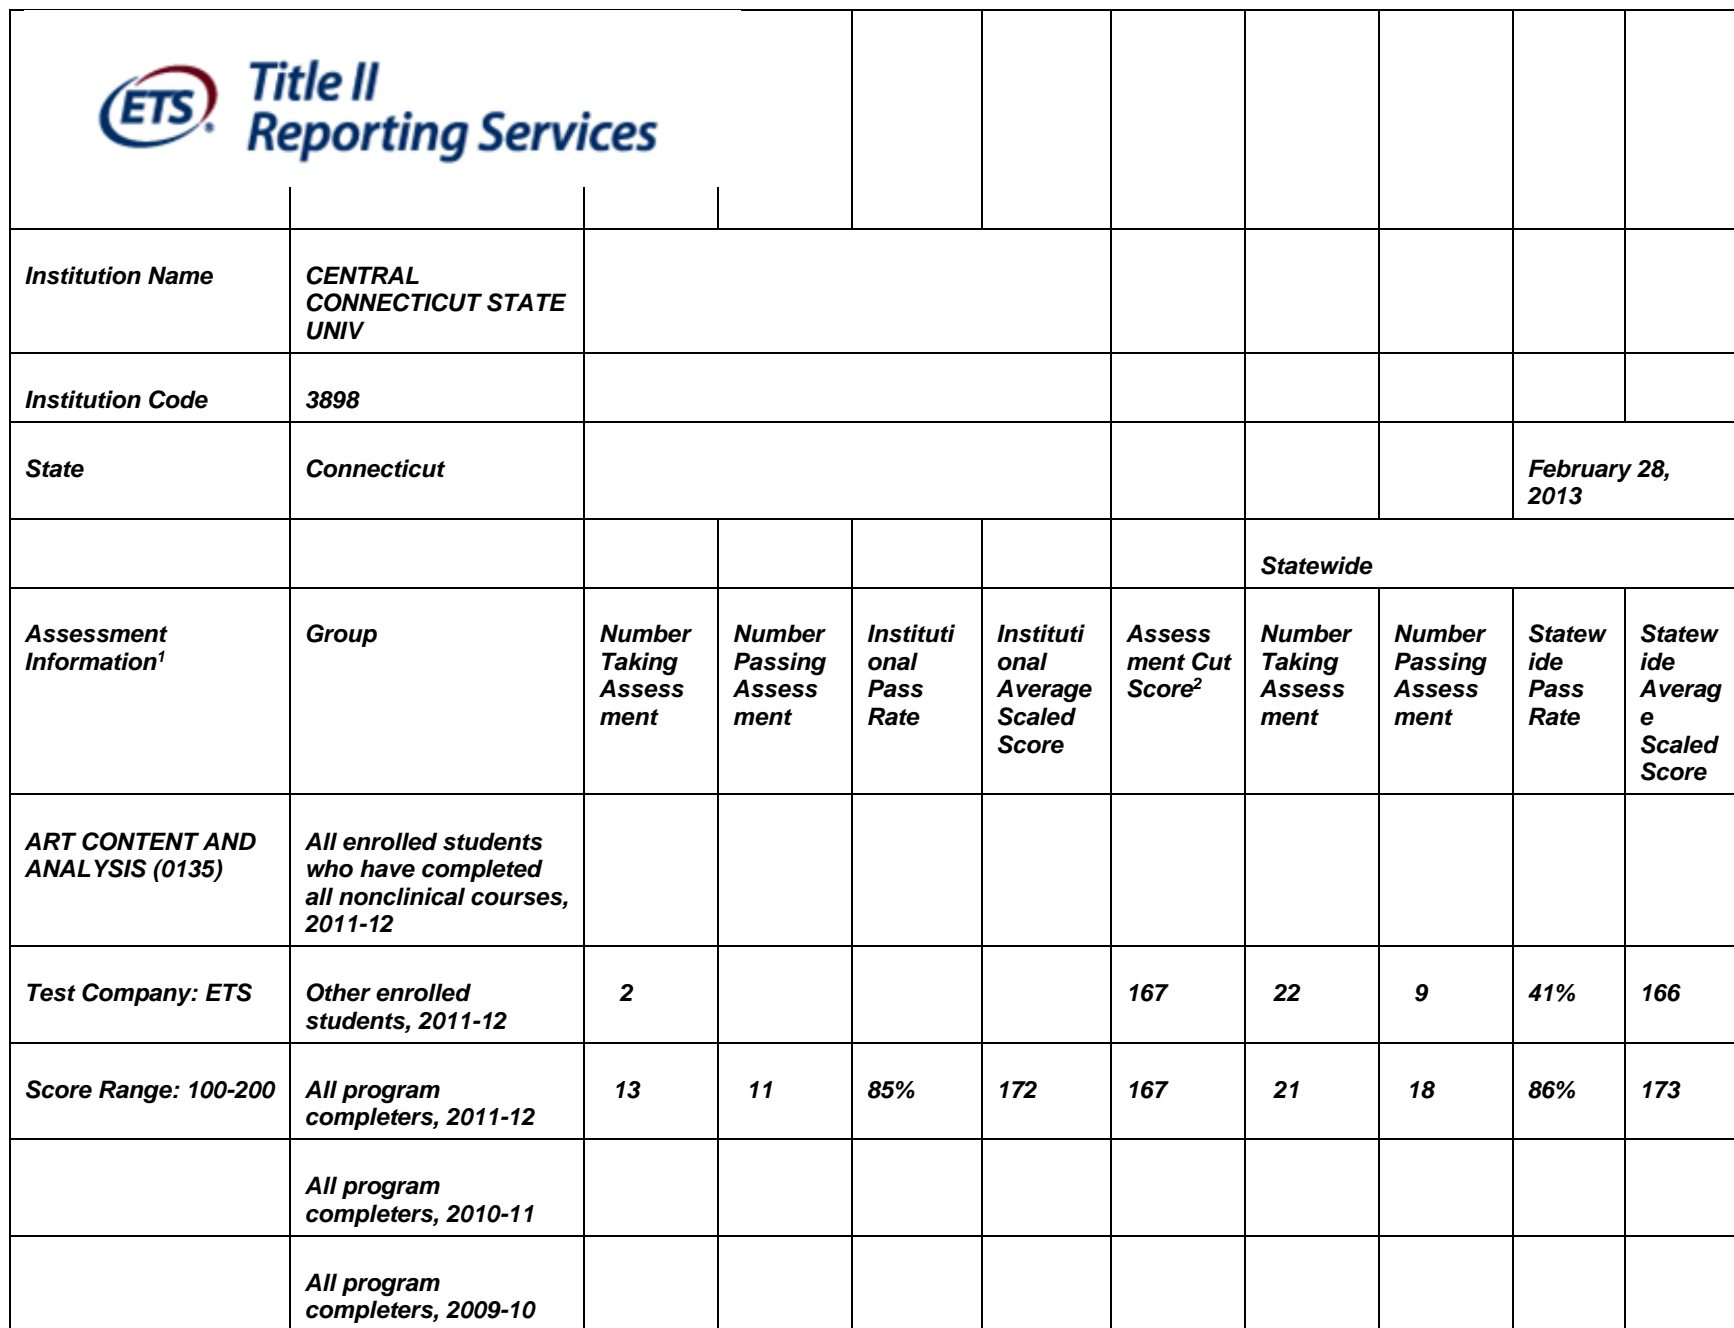 ETS
Title II
Reporting Services
Institution Name
CENTRAL
CONNECTICUT STATE
UNIV
Institution Code
3898
State
Connecticut
February 28,
2013
Statewide
Assessment
Information1
Group
Number
Taking
Assess
ment
Number
Passing
Assess
ment
Instituti
onal
Pass
Rate
Instituti
onal
Average
Scaled
Score
Assess
ment Cut
Score2
Number
Taking
Assess
ment
Number
Passing
Assess
ment
Statew
ide
Pass
Rate
Statew
ide
Averag
e
Scaled
Score
ART CONTENT AND
ANALYSIS (0135)
All enrolled students
who have completed
all nonclinical courses,
2011-12
Test Company: ETS
Other enrolled
students, 2011-12
2
167
22
9
41%
166
Score Range: 100-200
All program
completers, 2011-12
13
11
85%
172
167
21
18
86%
173
All program
completers, 2010-11
All program
completers, 2009-10